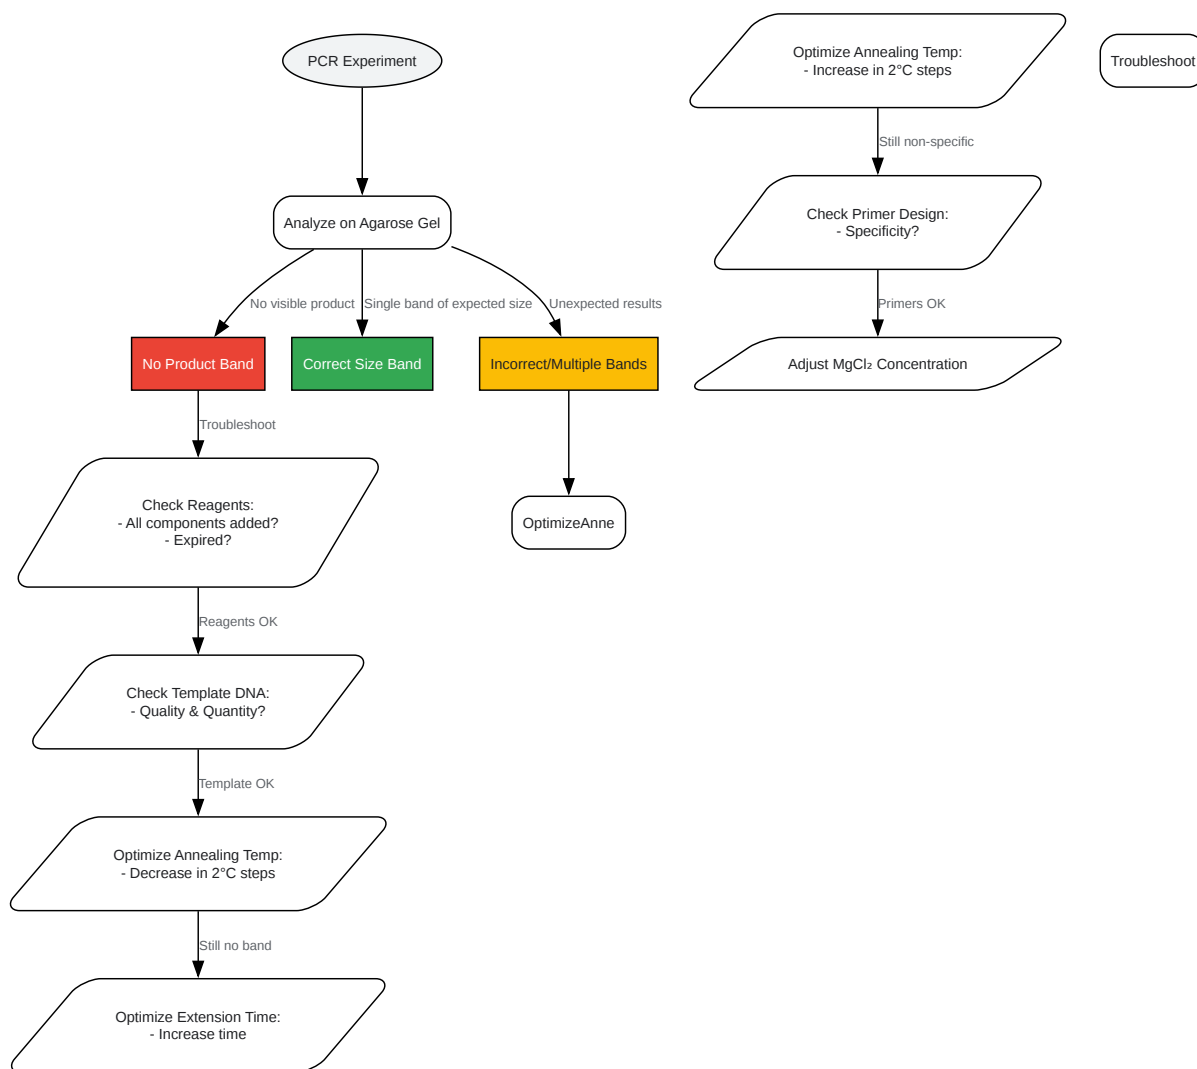 PCR Experiment
Analyze on Agarose Gel
No visible product
Single band of expected size
Unexpected results
No Product Band
Correct Size Band
Incorrect/Multiple Bands
Troubleshoot
Check Reagents:
- All components added?
- Expired?
OptimizeAnne
Reagents OK
Check Template DNA:
- Quality & Quantity?
Template OK
Optimize Annealing Temp:
- Decrease in 2°C steps
Still no band
Optimize Extension Time:
- Increase time
Optimize Annealing Temp:
- Increase in 2°C steps
Still non-specific
Check Primer Design:
- Specificity?
Primers OK
Adjust MgCl₂ Concentration
Troubleshoot